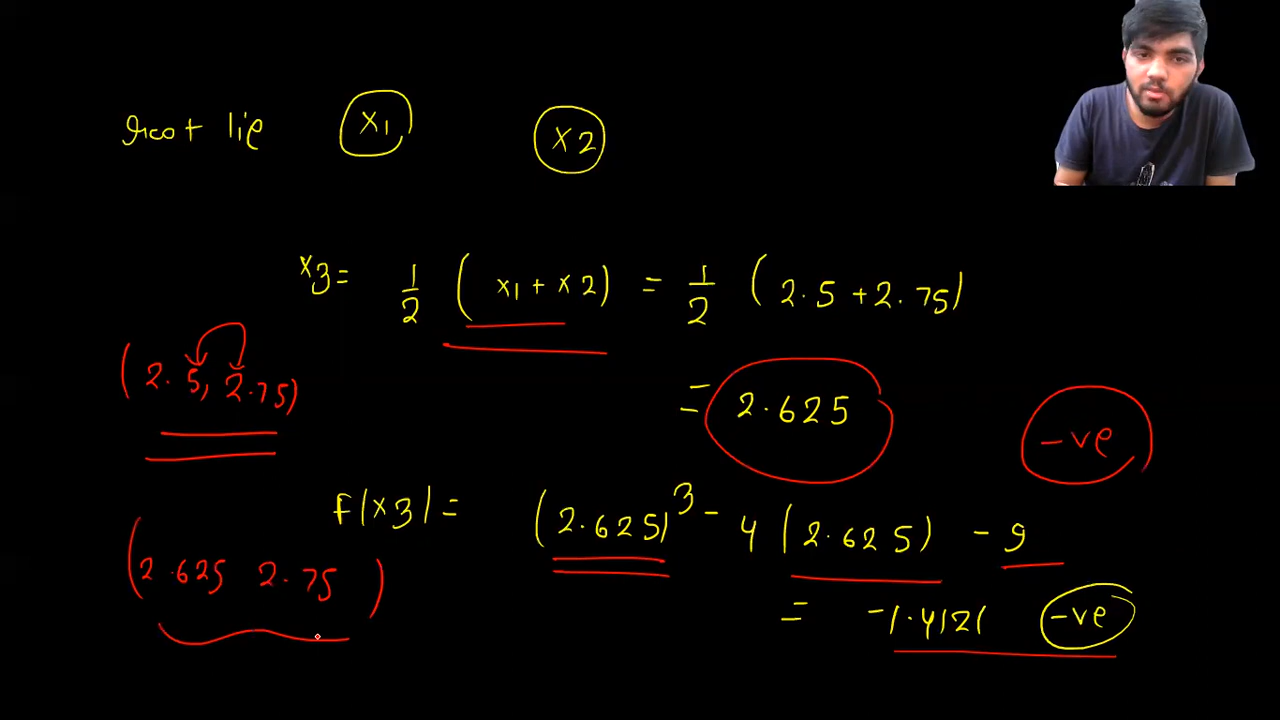 root lie x1 x2
x3 = 1/2 (x1 + x2) = 1/2 (2.5 + 2.75)
(2.5, 2.75)
= 2.625
-ve
f(x3) = (2.625)^3 - 4(2.625) - 9
(2.625 2.75)
= -1.4121 -ve